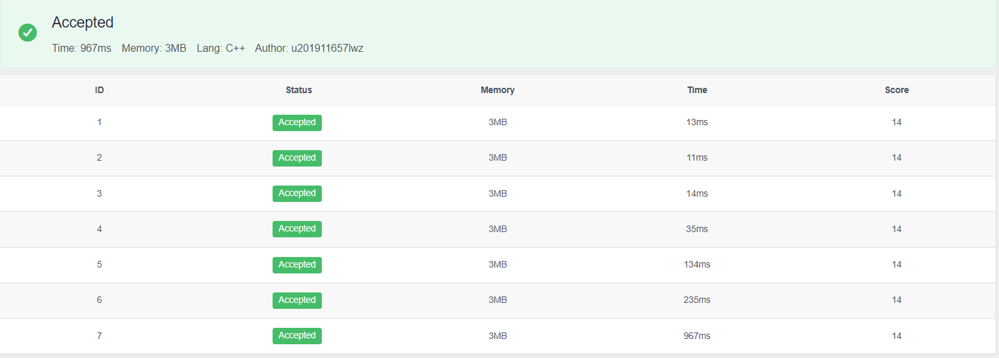 Accepted
Time: 967ms Memory: 3MB Lang: C++ Author: u201911657lwz
ID Status Memory Time Score
1 Accepted 3MB 13ms 14
2 Accepted 3MB 11ms 14
3 Accepted 3MB 14ms 14
4 Accepted 3MB 35ms 14
5 Accepted 3MB 134ms 14
6 Accepted 3MB 235ms 14
7 Accepted 3MB 967ms 14